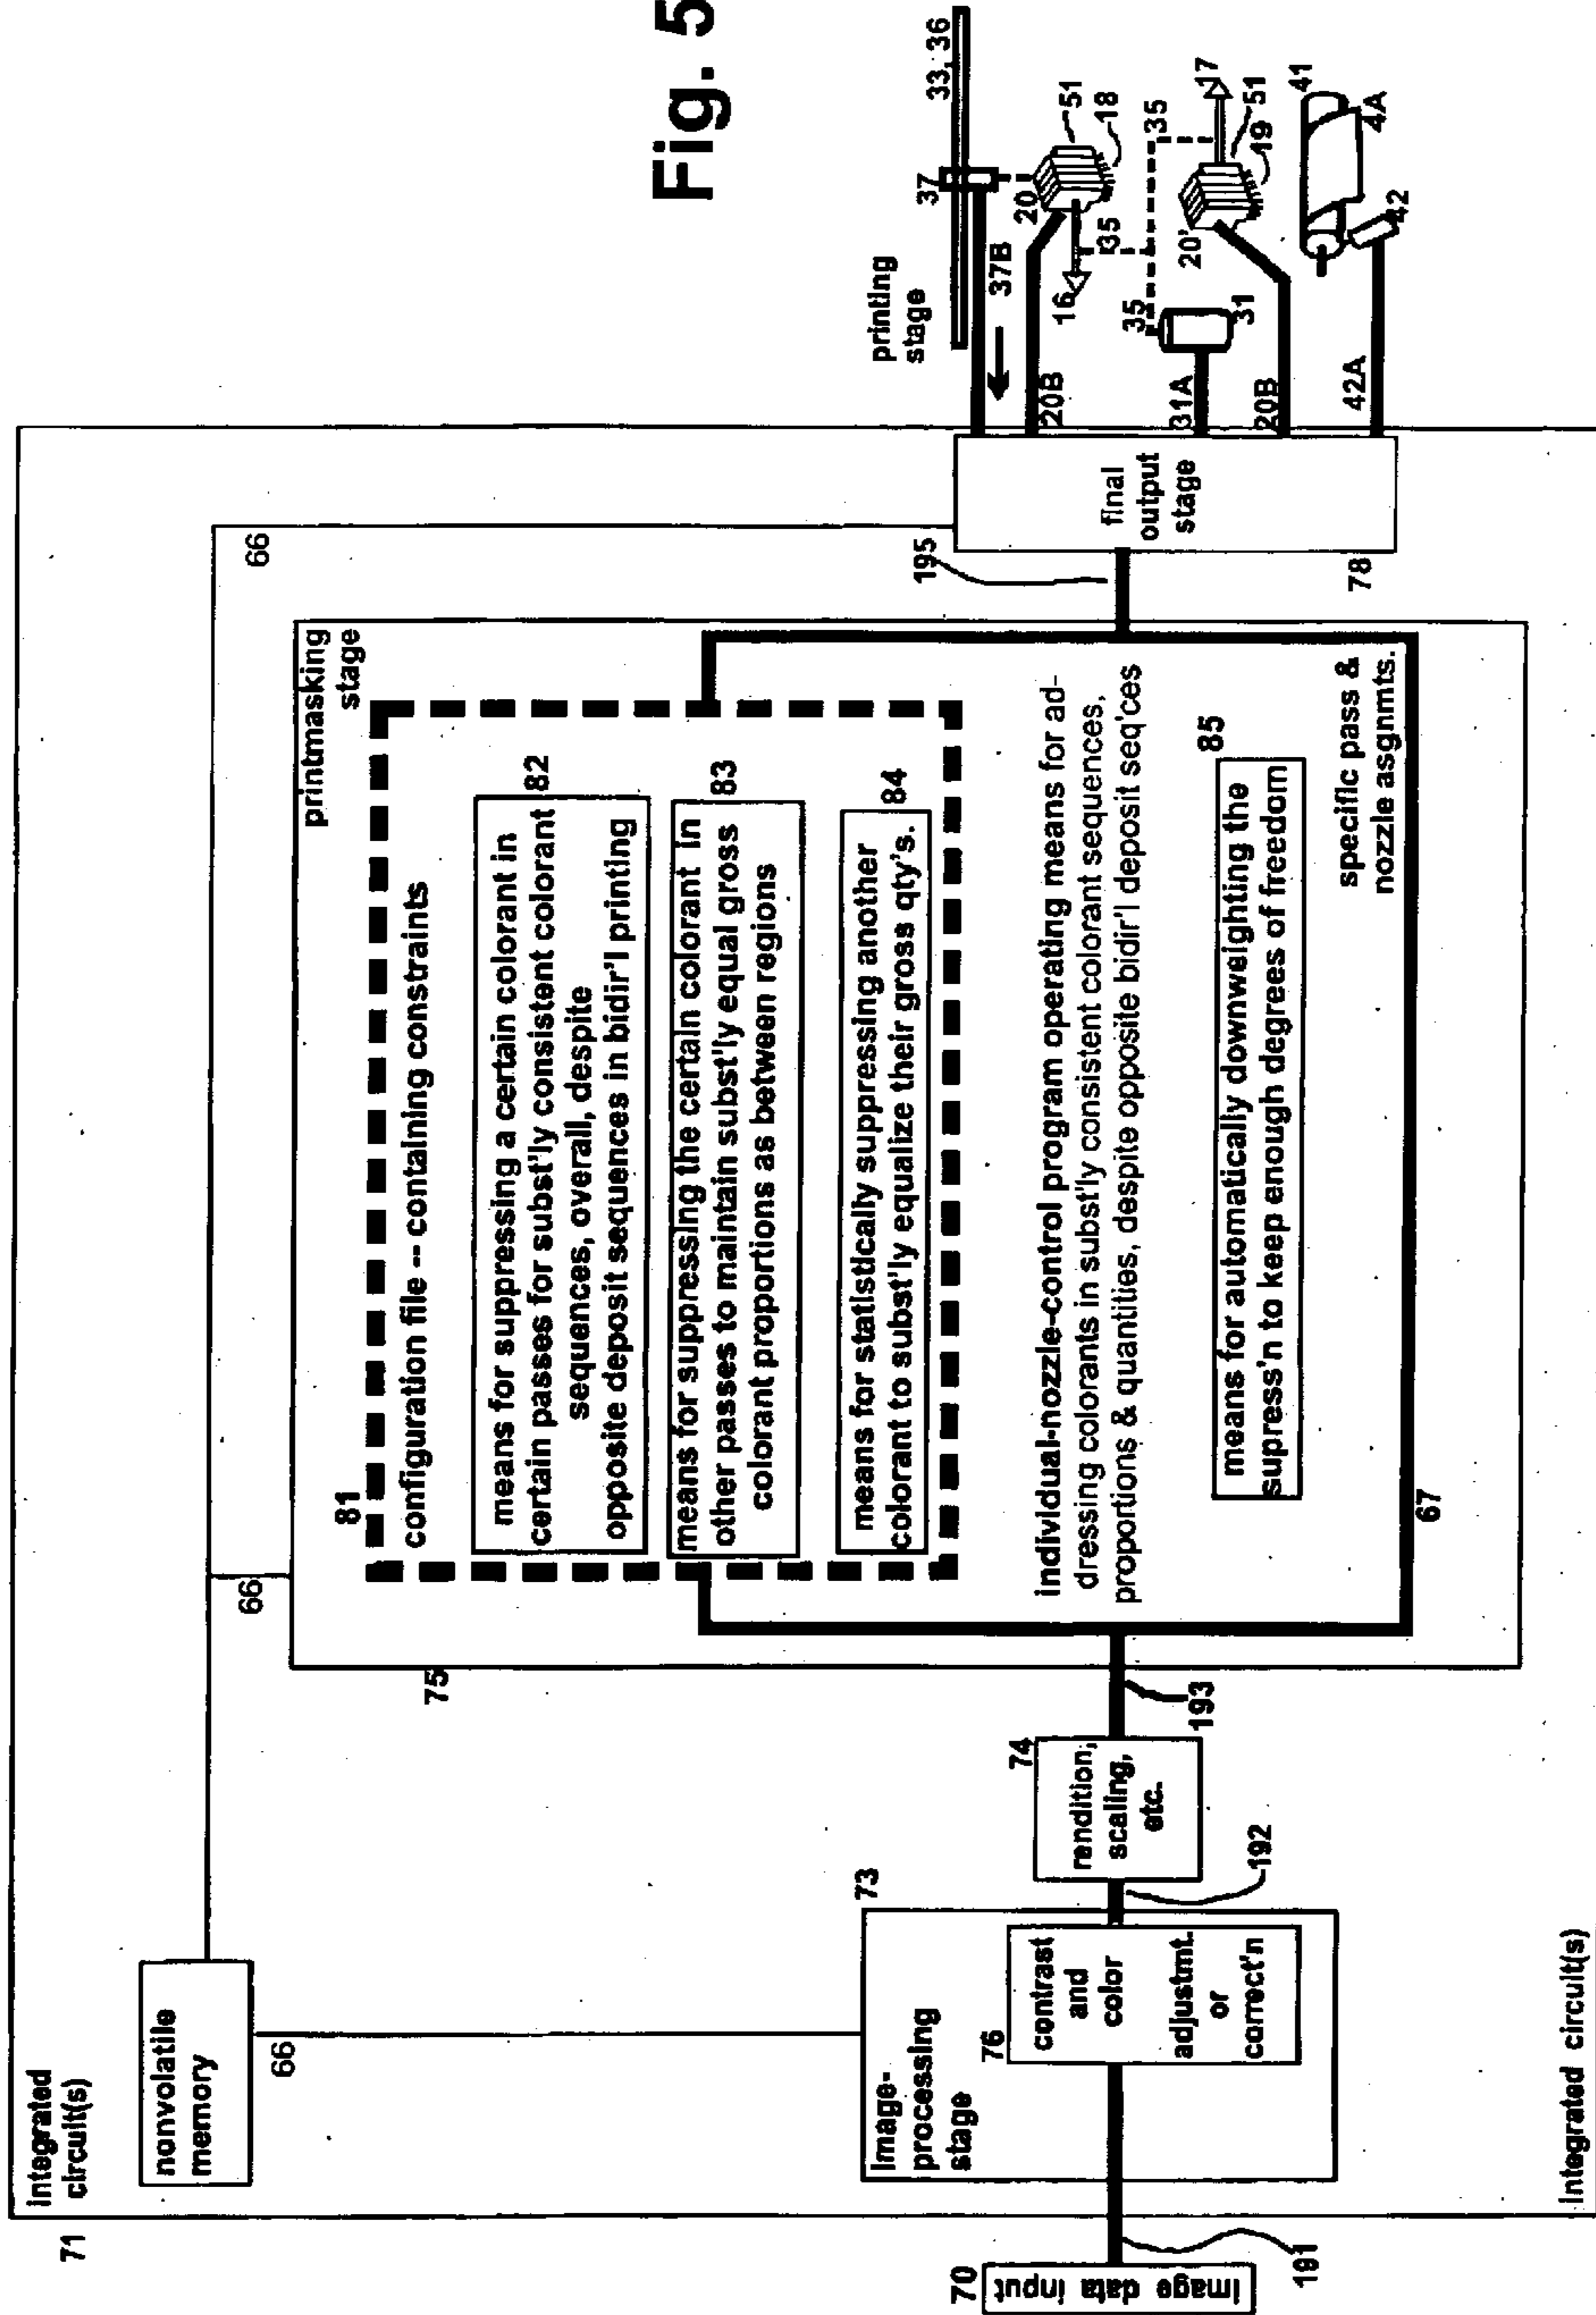 Fig. 5
71
integrated
circuit(s)
nonvolatile
memory
66
66
66
70
image data input
191
Image-
processing
stage
73
76
contrast
and
color
adjustmt.
or
correct'n
192
74
rendition,
scaling,
etc.
193
75
printmasking
stage
81
configuration file -- containing constraints
means for suppressing a certain colorant in
certain passes for subst'ly consistent colorant
sequences, overall, despite
opposite deposit sequences in bidir'l printing
82
means for suppressing the certain colorant in
other passes to maintain subst'ly equal gross
colorant proportions as between regions
83
means for statistically suppressing another
colorant to subst'ly equalize their gross qty's.
84
individual-nozzle-control program operating means for ad-
dressing colorants in subst'ly consistent colorant sequences,
proportions & quantities, despite opposite bidir'l deposit seq'ces
85
means for automatically downweighting the
supress'n to keep enough degrees of freedom
specific pass &
nozzle asgnmts.
67
195
final
output
stage
78
printing
stage
33, 36
37
37B
20
51
18
20B
16
35
35
35
31A
31
20'
17
51
19
20B
41
4A
42
42A
Integrated circuit(s)